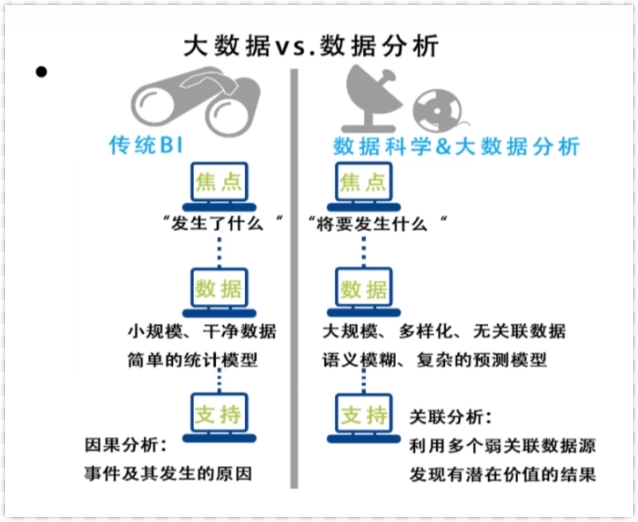 大数据vs.数据分析
传统BI
焦点
“发生了什么“
数据
小规模、干净数据
简单的统计模型
支持
因果分析：
事件及其发生的原因
数据科学&大数据分析
焦点
“将要发生什么“
数据
大规模、多样化、无关联数据
语义模糊、复杂的预测模型
支持
关联分析：
利用多个弱关联数据源
发现有潜在价值的结果